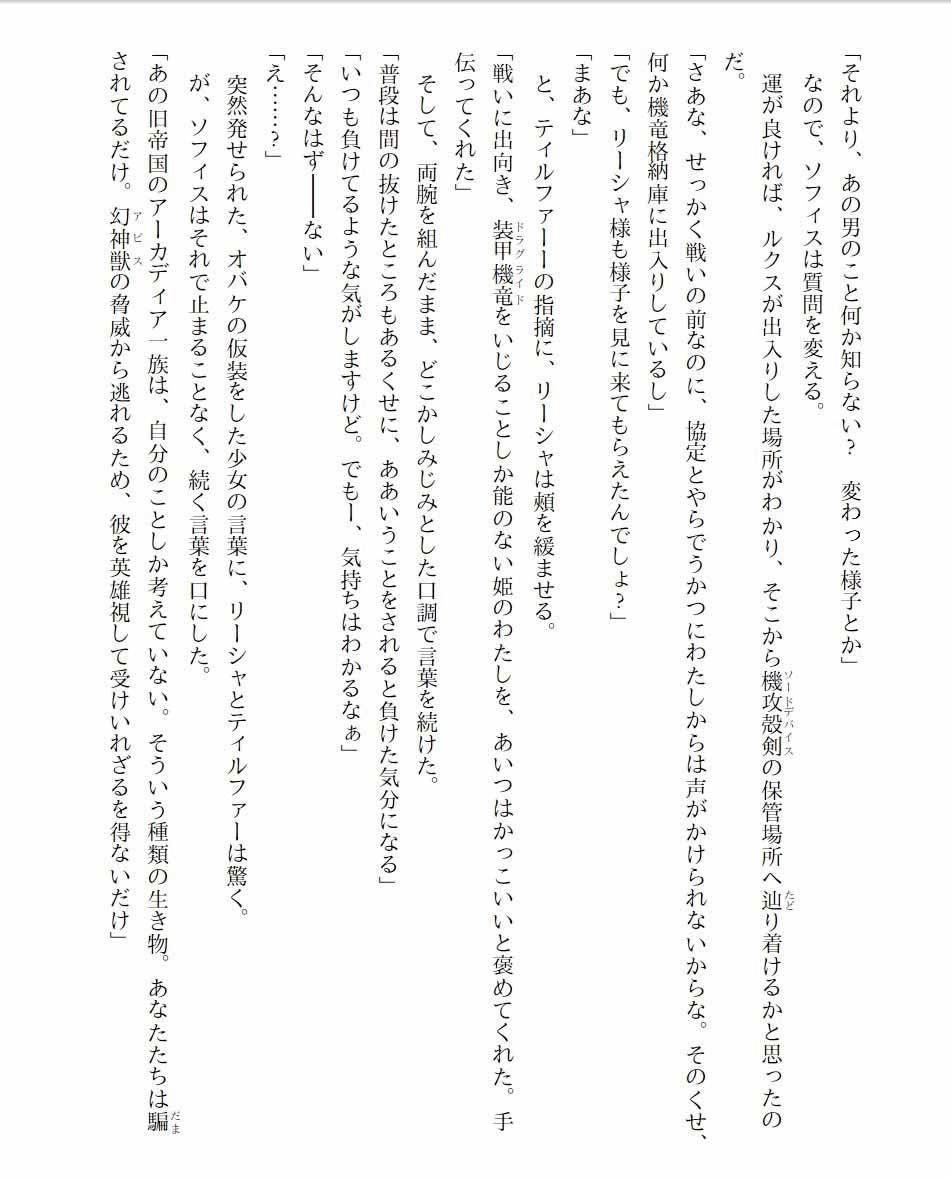 「それより、あの男のこと何か知らない?　変わった様子とか」
　なので、ソフィスは質問を変える。
　運が良ければ、ルクスが出入りした場所がわかり、そこから機攻殻剣の保管場所へ辿り着けるかと思ったの
だ。
「さあな、せっかく戦いの前なのに、協定とやらでうかつにわたしからは声がかけられないからな。そのくせ、
何か機竜格納庫に出入りしているし」
「でも、リーシャ様も様子を見に来てもらえたんでしょ?」
「まあな」
　と、ティルファーの指摘に、リーシャは頬を緩ませる。
「戦いに出向き、装甲機竜をいじることしか能のない姫のわたしを、あいつはかっこいいと褒めてくれた。手
伝ってくれた」
　そして、両腕を組んだまま、どこかしみじみとした口調で言葉を続けた。
「普段は間の抜けたところもあるくせに、ああいうことをされると負けた気分になる」
「いつも負けてるような気がしますけど。でもー、気持ちはわかるなぁ」
「そんなはず――ない」
「え……?」
　突然発せられた、オバケの仮装をした少女の言葉に、リーシャとティルファーは驚く。
　が、ソフィスはそれで止まることなく、続く言葉を口にした。
「あの旧帝国のアーカディア一族は、自分のことしか考えていない。そういう種類の生き物。あなたたちは騙
されてるだけ。幻神獣の脅威から逃れるため、彼を英雄視して受けいれざるを得ないだけ」
ソードデバイス
たど
ドラグライド
だま
アビス